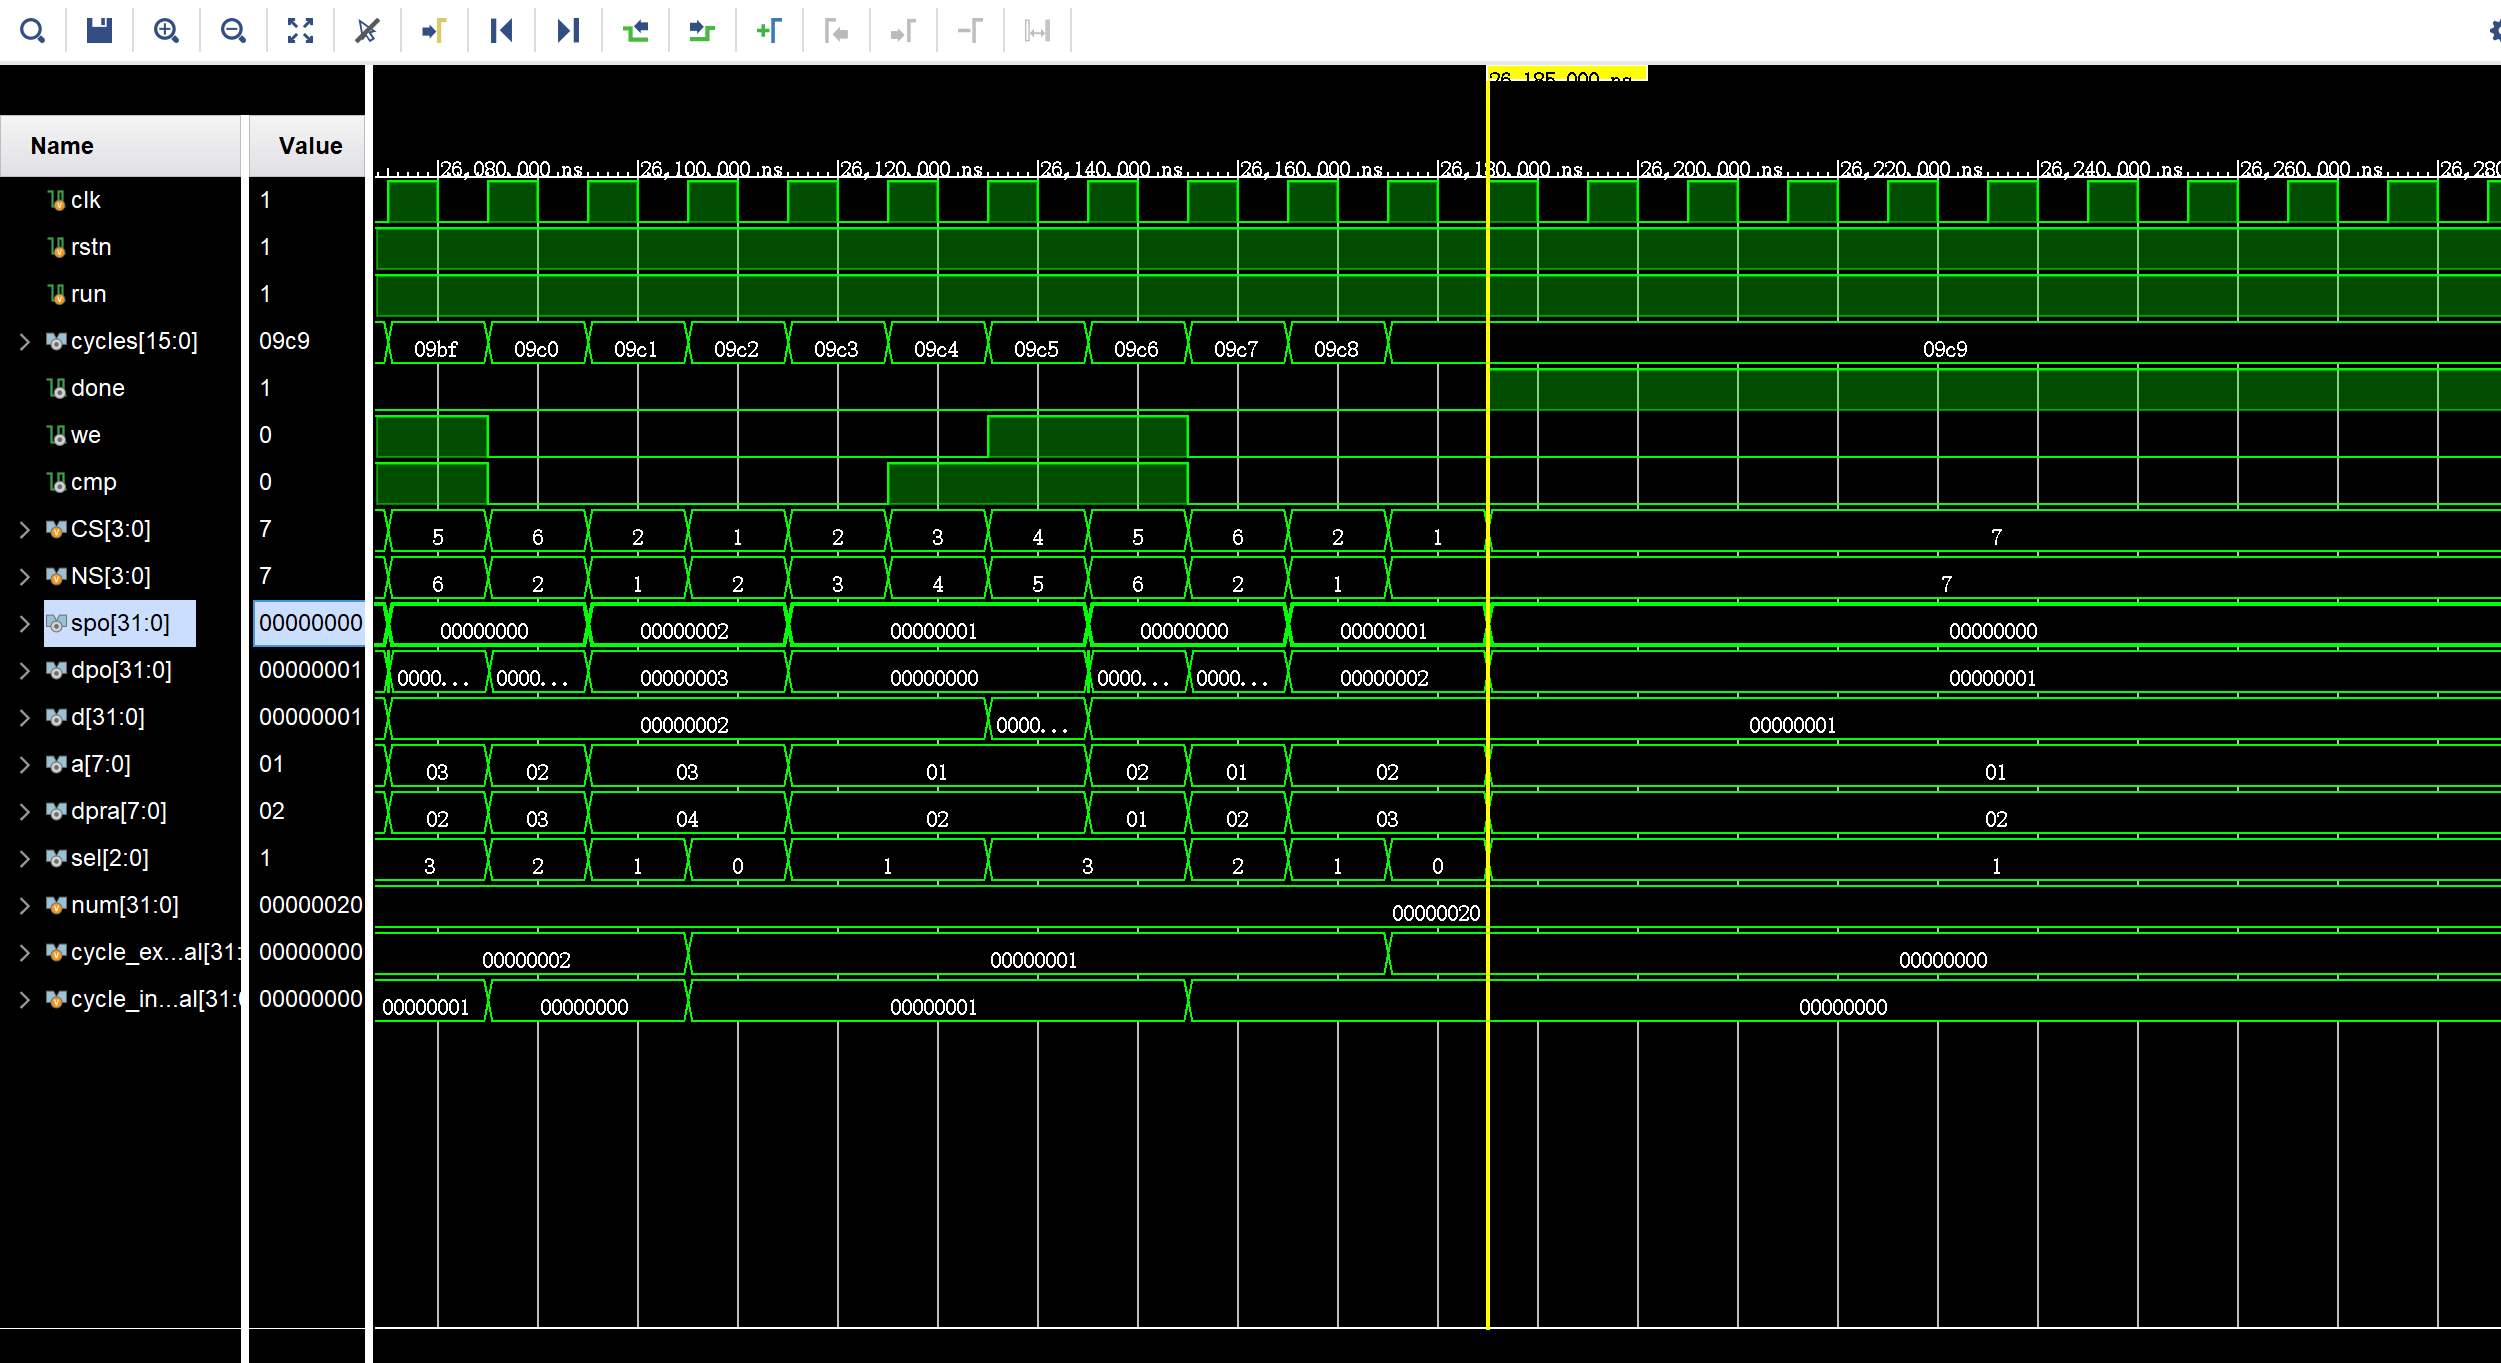 26,185.000 ns
Name Value
26,080.000 ns 26,100.000 ns 26,120.000 ns 26,140.000 ns 26,160.000 ns 26,180.000 ns 26,200.000 ns 26,220.000 ns 26,240.000 ns 26,260.000 ns 26,280
clk 1
rstn 1
run 1
cycles[15:0] 09c9 09bf 09c0 09c1 09c2 09c3 09c4 09c5 09c6 09c7 09c8 09c9
done 1
we 0
cmp 0
CS[3:0] 7 5 6 2 1 2 3 4 5 6 2 1 7
NS[3:0] 7 6 2 1 2 3 4 5 6 2 1 7
spo[31:0] 00000000 00000000 00000002 00000001 00000000 00000001 00000000
dpo[31:0] 00000001 0000... 0000... 00000003 00000000 0000... 0000... 00000002 00000001
d[31:0] 00000001 00000002 0000... 00000001
a[7:0] 01 03 02 03 01 02 01 02 01
dpra[7:0] 02 02 03 04 02 01 02 03 02
sel[2:0] 1 3 2 1 0 1 3 2 1 0 1
num[31:0] 00000020 00000020
cycle_ex...al[31: 00000000 00000002 00000001 00000000
cycle_in...al[31:0 00000000 00000001 00000000 00000001 00000000